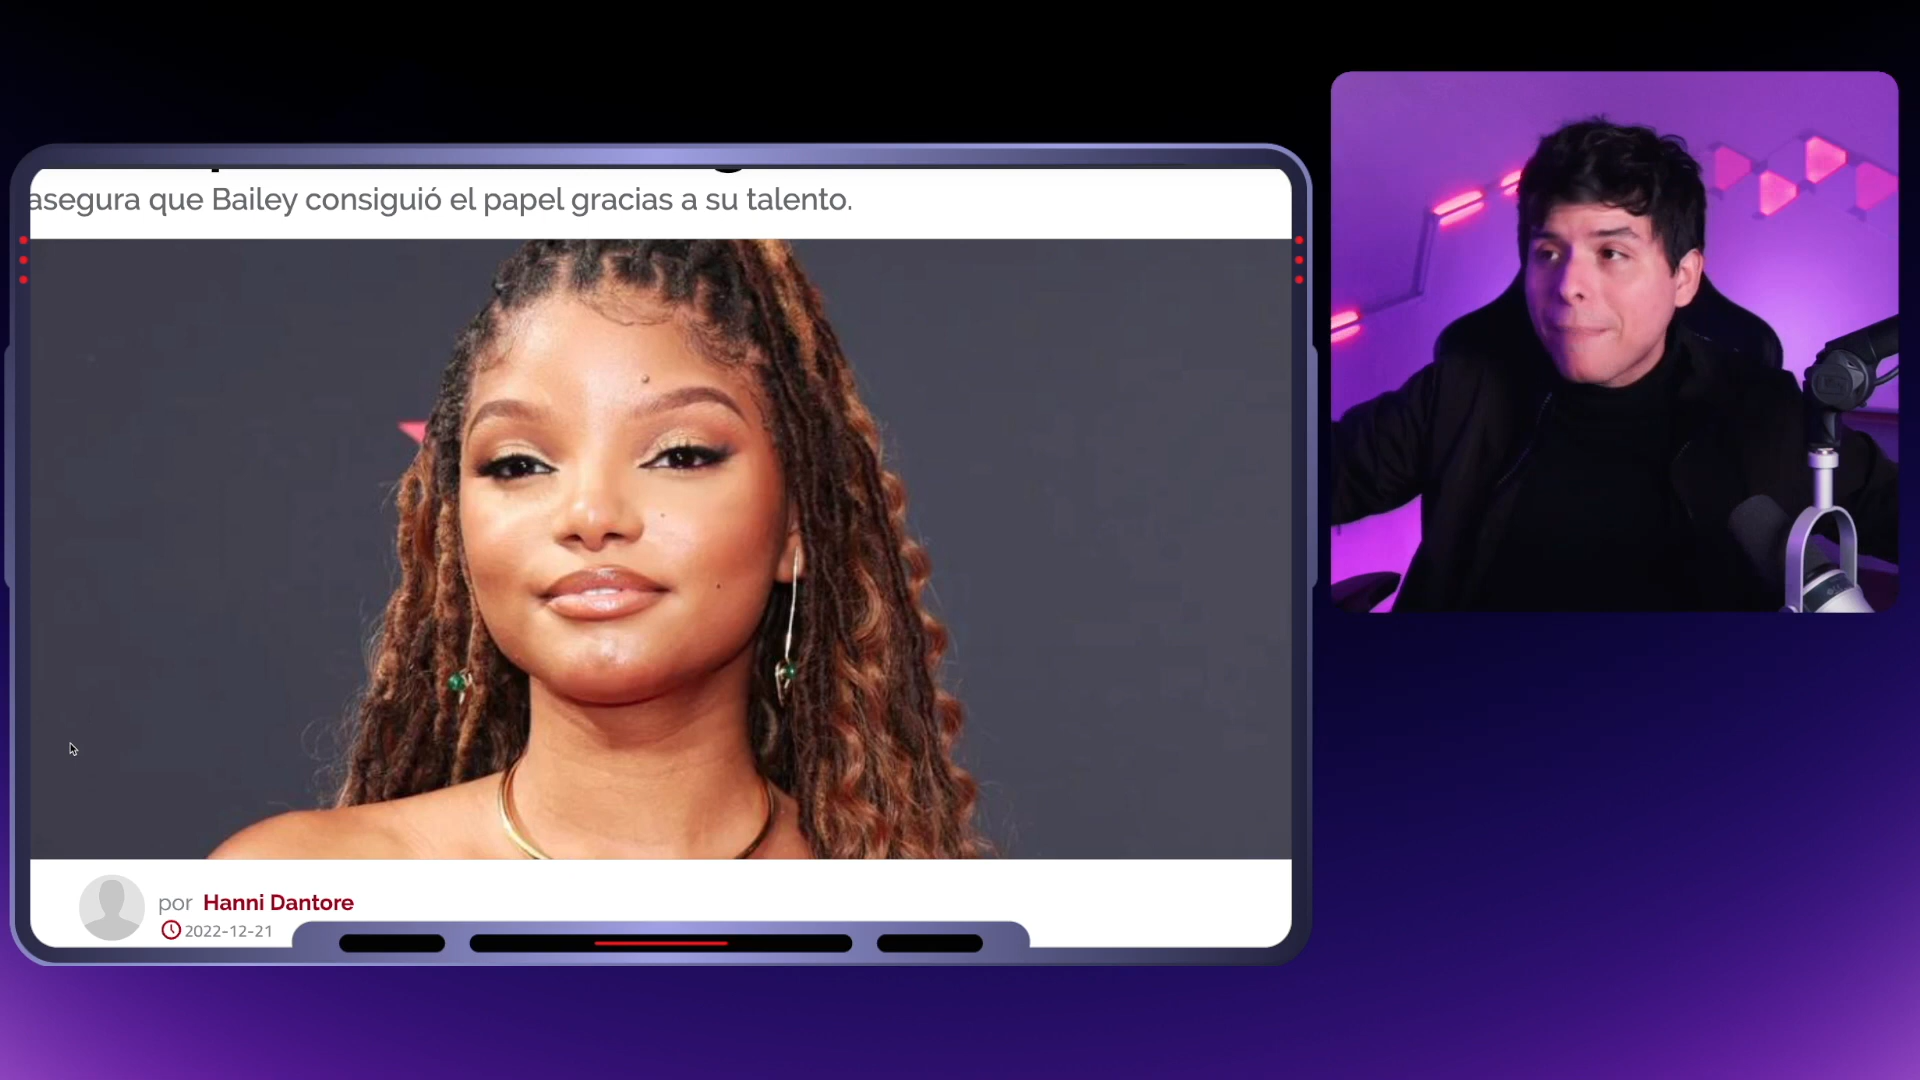 asegura que Bailey consiguió el papel gracias a su talento.
por Hanni Dantore
2022-12-21